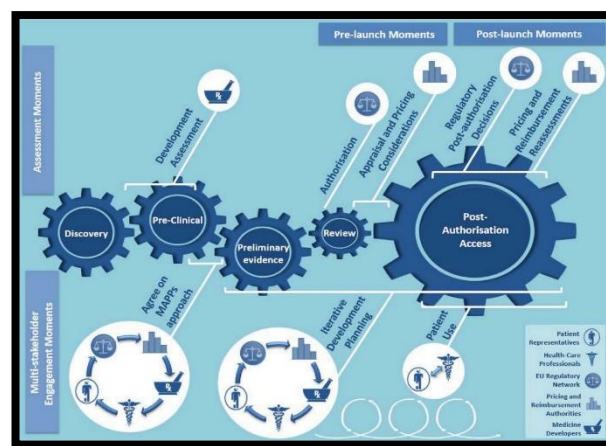 Pre-launch Moments
Post-launch Moments
Assessment Moments
Development
Assessment
Authorisation
Appraisal and Pricing
Considerations
Regulatory
Post-authorisation
Decisions
Pricing and
Reimbursement
Reassessments
Discovery
Pre-Clinical
Preliminary
evidence
Review
Post-
Authorisation
Access
Multi-stakeholder
Engagement Moments
Agree on
MAPPs
approach
Iterative
Development
Planning
Patient
Use
Patient
Representatives
Health-Care
Professionals
EU Regulatory
Network
Pricing and
Reimbursement
Authorities
Medicine
Developers